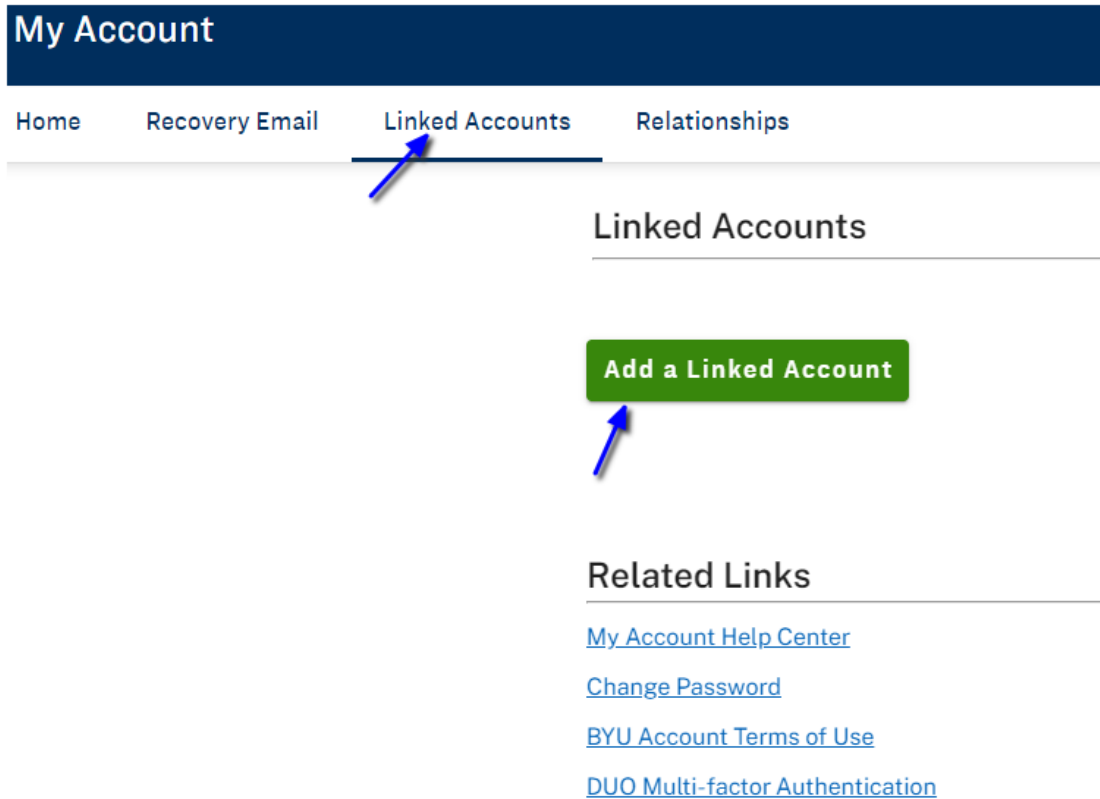 My Account
Home Recovery Email Linked Accounts Relationships
Linked Accounts
Add a Linked Account
Related Links
My Account Help Center
Change Password
BYU Account Terms of Use
DUO Multi-factor Authentication